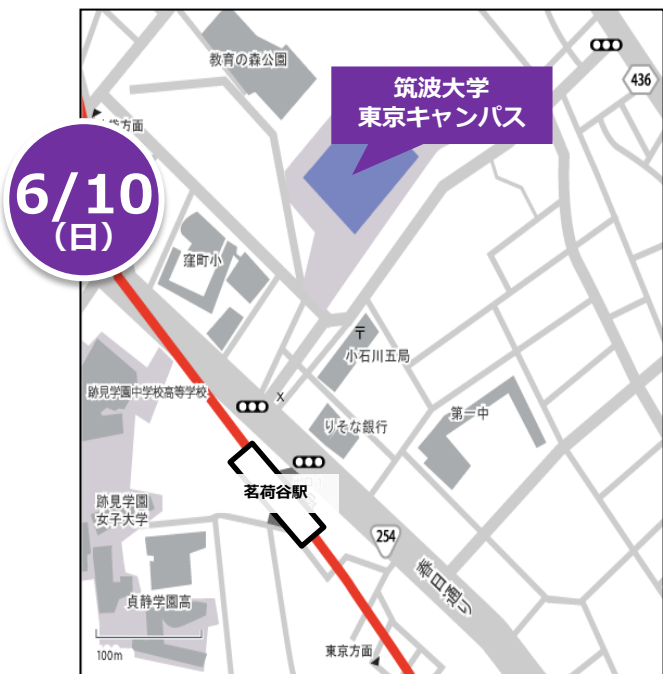 教育の森公園
436
筑波大学
東京キャンパス
方面
6/10
（日）
窪町小
〒
小石川五局
跡見学園中学校高等学校
X
りそな銀行
第一中
茗荷谷駅
跡見学園
女子大学
254
春日通り
貞静学園高
100m
東京方面